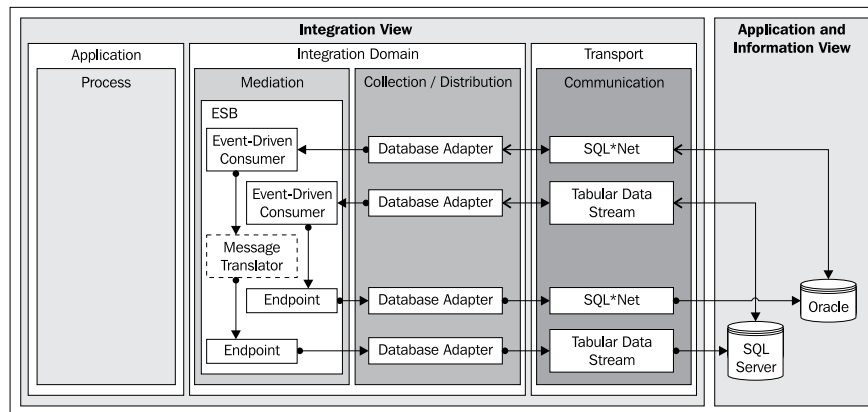 Integration View
Application and
Information View
Application
Integration Domain
Transport
Process
Mediation
Collection / Distribution
Communication
ESB
Event-Driven
Consumer
Database Adapter
SQL*Net
Event-Driven
Consumer
Database Adapter
Tabular Data
Stream
Message
Translator
Endpoint
Database Adapter
SQL*Net
Oracle
Endpoint
Database Adapter
Tabular Data
Stream
SQL
Server